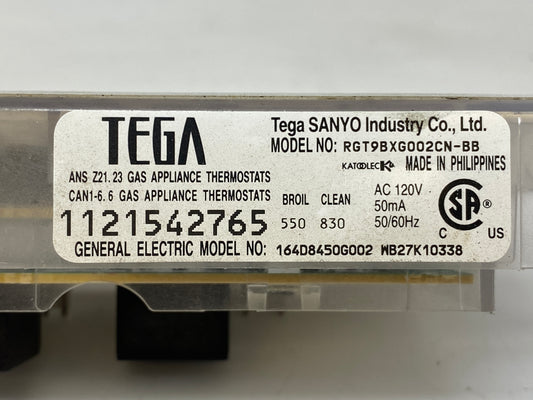 TEGA
Tega SANYO Industry Co., Ltd.
MODEL NO: RGT9BXG002CN-BB
KATOOLEC K MADE IN PHILIPPINES
ANS Z21.23 GAS APPLIANCE THERMOSTATS
CAN1-6.6 GAS APPLIANCE THERMOSTATS
BROIL CLEAN
550 830
AC 120V
50mA
50/60Hz
SA ®
C US
1121542765
GENERAL ELECTRIC MODEL NO: 164D8450G002 WB27K10338